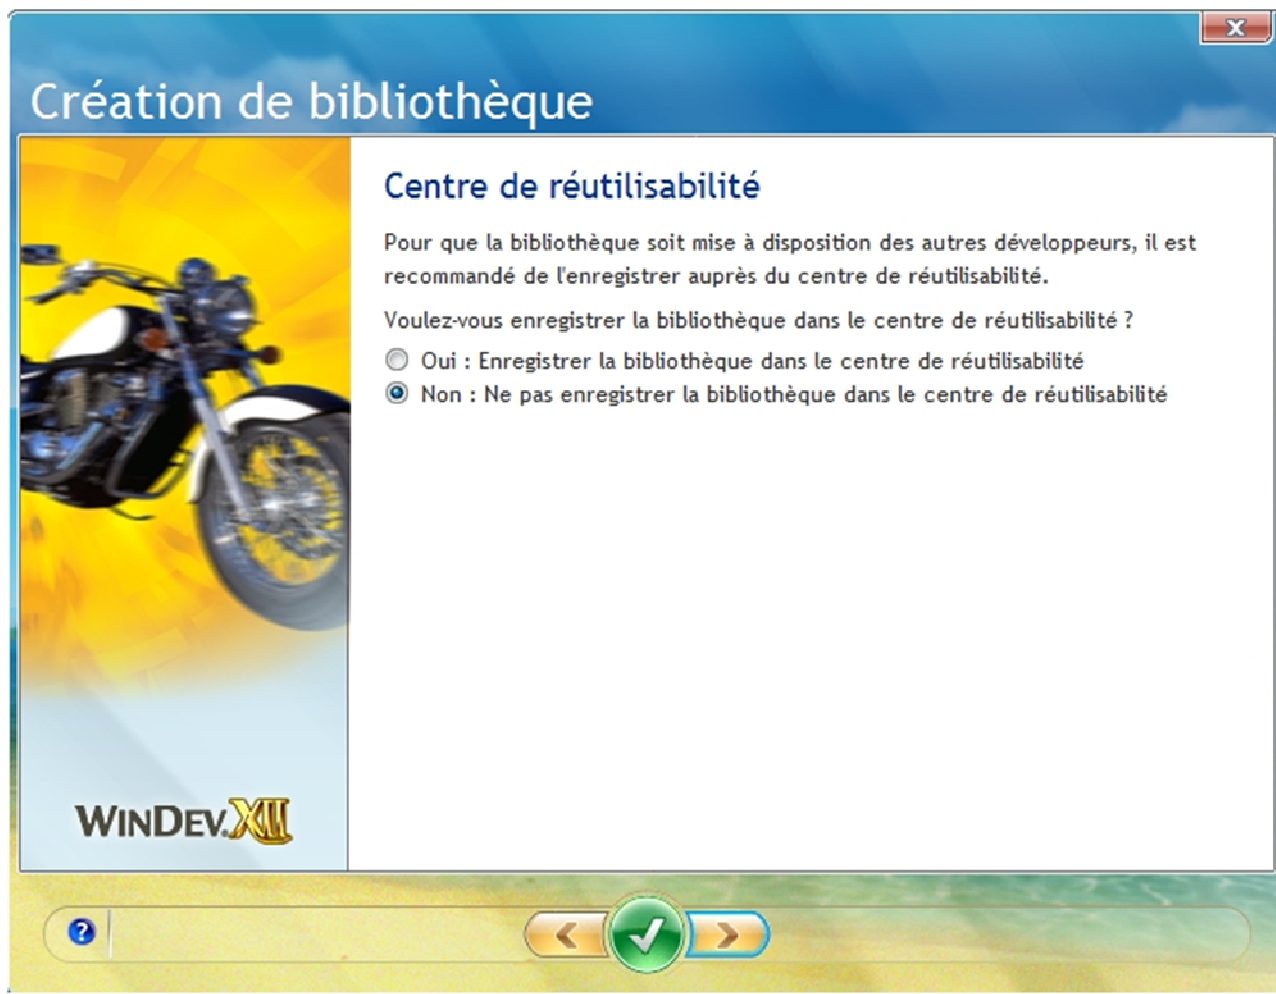 Création de bibliothèque
Centre de réutilisabilité
Pour que la bibliothèque soit mise à disposition des autres développeurs, il est
recommandé de l'enregistrer auprès du centre de réutilisabilité.
Voulez-vous enregistrer la bibliothèque dans le centre de réutilisabilité ?
Oui : Enregistrer la bibliothèque dans le centre de réutilisabilité
Non : Ne pas enregistrer la bibliothèque dans le centre de réutilisabilité
WINDEV.XII